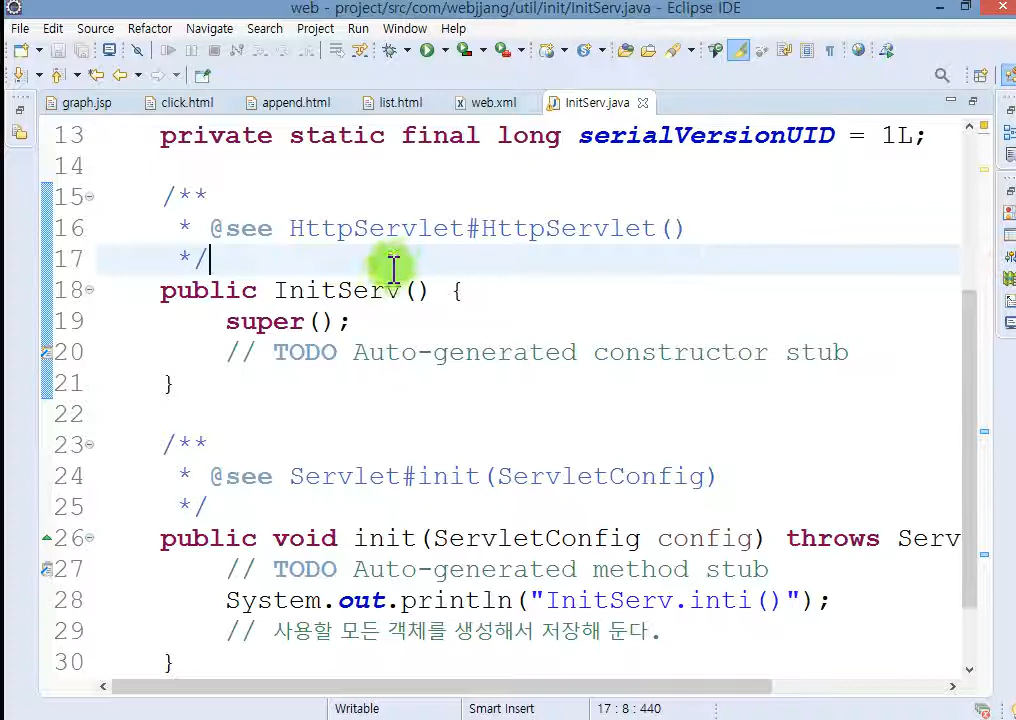 web - project/src/com/webjjang/util/init/InitServ.java - Eclipse IDE
File Edit Source Refactor Navigate Search Project Run Window Help
graph.jsp click.html append.html list.html web.xml InitServ.java
13 private static final long serialVersionUID = 1L;
14
15 /**
16 * @see HttpServlet#HttpServlet()
17 */
18 public InitServ() {
19 super();
20 // TODO Auto-generated constructor stub
21 }
22
23 /**
24 * @see Servlet#init(ServletConfig)
25 */
26 public void init(ServletConfig config) throws Serv
27 // TODO Auto-generated method stub
28 System.out.println("InitServ.inti()");
29 // 사용할 모든 객체를 생성해서 저장해 둔다.
30 }
Writable Smart Insert 17 : 8 : 440